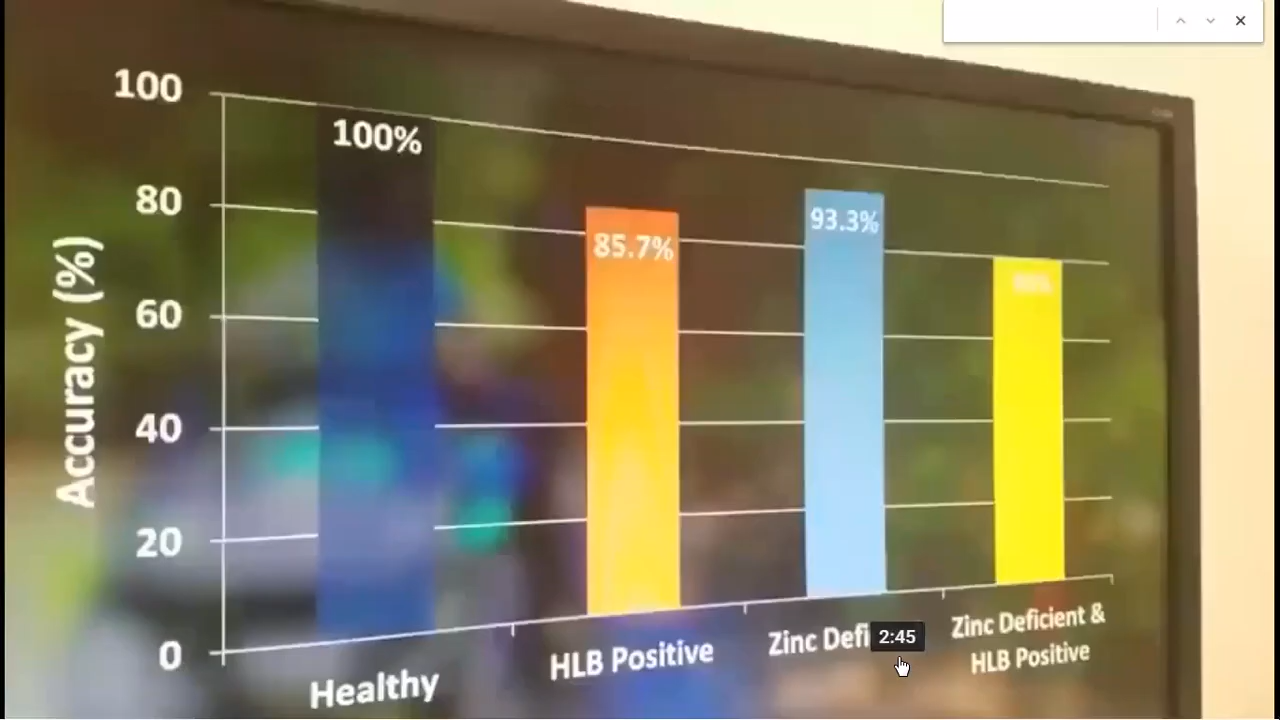 100
80
60
40
20
0
Accuracy (%)
100%
85.7%
93.3%
Healthy
HLB Positive
Zinc Defi
Zinc Deficient &
HLB Positive
2:45